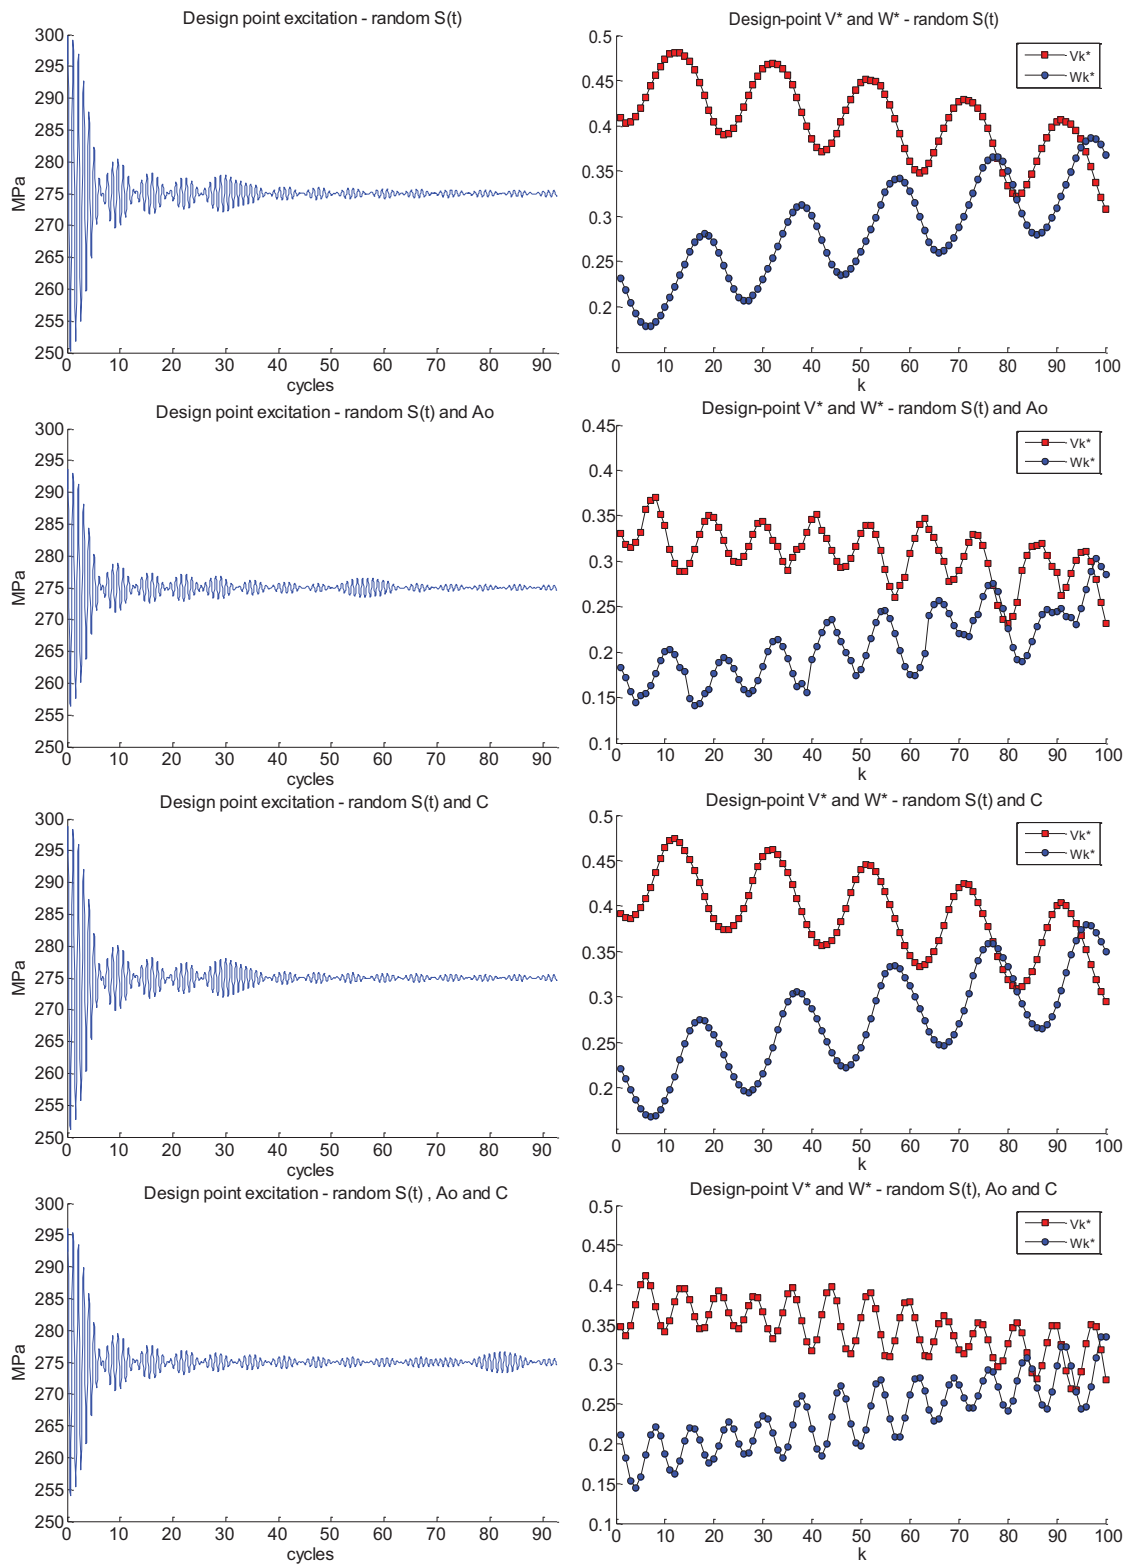 Design point excitation - random S(t)
300
295
290
285
280
275
270
265
260
255
250
MPa
0 10 20 30 40 50 60 70 80 90
cycles
Design-point V* and W* - random S(t)
0.5
0.45
0.4
0.35
0.3
0.25
0.2
Vk*
Wk*
0 10 20 30 40 50 60 70 80 90 100
k
Design point excitation - random S(t) and Ao
300
295
290
285
280
275
270
265
260
255
250
MPa
0 10 20 30 40 50 60 70 80 90
cycles
Design-point V* and W* - random S(t) and Ao
0.45
0.4
0.35
0.3
0.25
0.2
0.15
0.1
Vk*
Wk*
0 10 20 30 40 50 60 70 80 90 100
k
Design point excitation - random S(t) and C
300
295
290
285
280
275
270
265
260
255
250
MPa
0 10 20 30 40 50 60 70 80 90
cycles
Design-point V* and W* - random S(t) and C
0.5
0.45
0.4
0.35
0.3
0.25
0.2
Vk*
Wk*
0 10 20 30 40 50 60 70 80 90 100
k
Design point excitation - random S(t) , Ao and C
300
295
290
285
280
275
270
265
260
255
250
MPa
0 10 20 30 40 50 60 70 80 90
cycles
Design-point V* and W* - random S(t), Ao and C
0.5
0.45
0.4
0.35
0.3
0.25
0.2
0.15
0.1
Vk*
Wk*
0 10 20 30 40 50 60 70 80 90 100
k